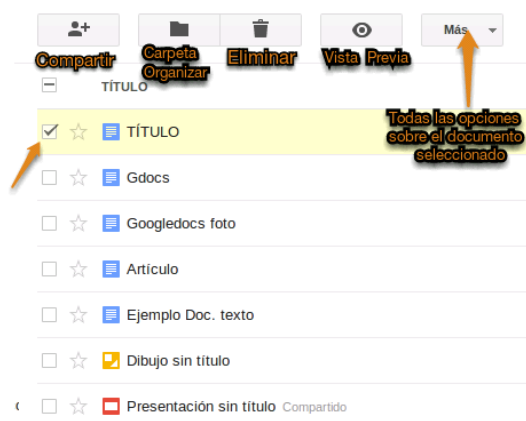 Más
Compartir
Carpeta
Organizar
Eliminar
Vista Previa
TÍTULO
Todas las opciones
sobre el documento
seleccionado
TÍTULO
Gdocs
Googledocs foto
Artículo
Ejemplo Doc. texto
Dibujo sin título
Presentación sin título Compartido